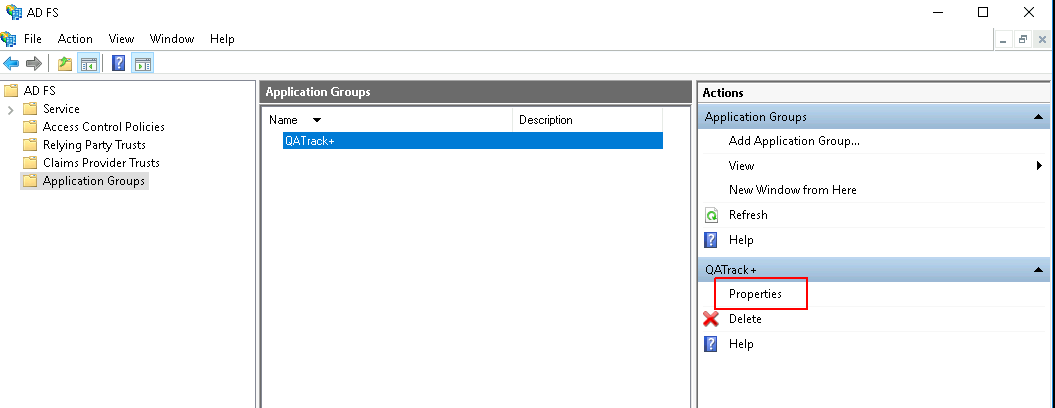 AD FS
File Action View Window Help
AD FS
Service
Access Control Policies
Relying Party Trusts
Claims Provider Trusts
Application Groups
Application Groups
Name Description
QATrack+
Actions
Application Groups
Add Application Group...
View
New Window from Here
Refresh
Help
QATrack+
Properties
Delete
Help